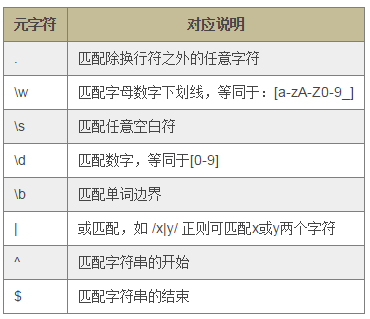 元字符 对应说明
. 匹配除换行符之外的任意字符
\w 匹配字母数字下划线，等同于：[a-zA-Z0-9_]
\s 匹配任意空白符
\d 匹配数字，等同于[0-9]
\b 匹配单词边界
| 或匹配，如 /x|y/ 正则可匹配x或y两个字符
^ 匹配字符串的开始
$ 匹配字符串的结束